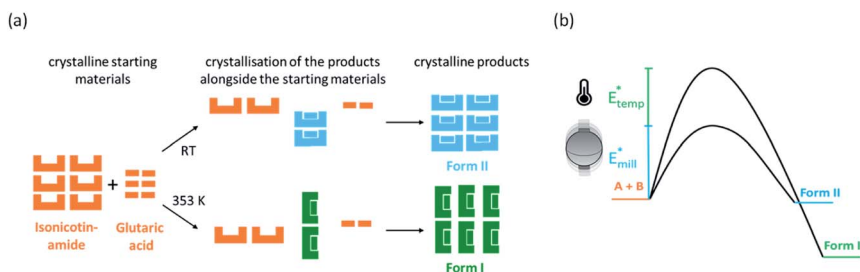 (a)
crystalline starting
materials
crystallisation of the products
alongside the starting materials
crystalline products
RT
353 K
Isonicotin-
amide
+
Glutaric
acid
Form II
Form I
(b)
E*temp
E*mill
A + B
Form II
Form I